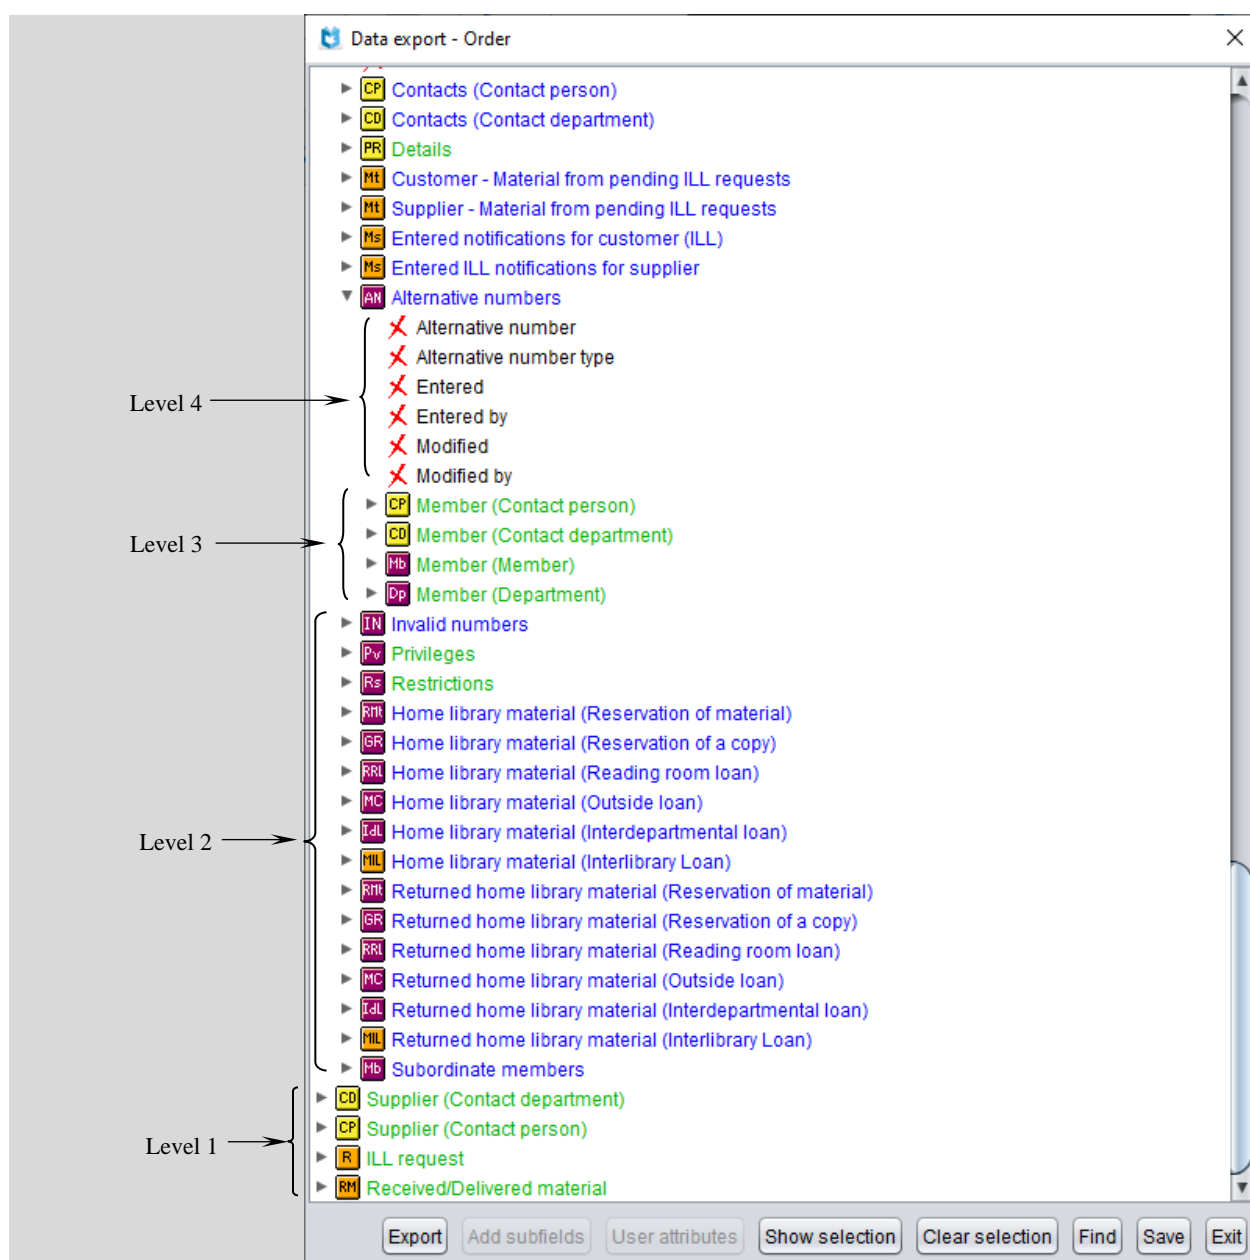 Data export - Order
CP Contacts (Contact person)
CD Contacts (Contact department)
PR Details
Mt Customer - Material from pending ILL requests
Mt Supplier - Material from pending ILL requests
Ms Entered notifications for customer (ILL)
Ms Entered ILL notifications for supplier
AN Alternative numbers
Alternative number
Alternative number type
Entered
Level 4
Entered by
Modified
Modified by
CP Member (Contact person)
CD Member (Contact department)
Level 3
Mb Member (Member)
Dp Member (Department)
IN Invalid numbers
Pv Privileges
Rs Restrictions
RMt Home library material (Reservation of material)
GR Home library material (Reservation of a copy)
RRL Home library material (Reading room loan)
MC Home library material (Outside loan)
IdL Home library material (Interdepartmental loan)
Level 2
MIL Home library material (Interlibrary Loan)
RMt Returned home library material (Reservation of material)
GR Returned home library material (Reservation of a copy)
RRL Returned home library material (Reading room loan)
MC Returned home library material (Outside loan)
IdL Returned home library material (Interdepartmental loan)
MIL Returned home library material (Interlibrary Loan)
Mb Subordinate members
CD Supplier (Contact department)
CP Supplier (Contact person)
Level 1
R ILL request
RM Received/Delivered material
Export Add subfields User attributes Show selection Clear selection Find Save Exit